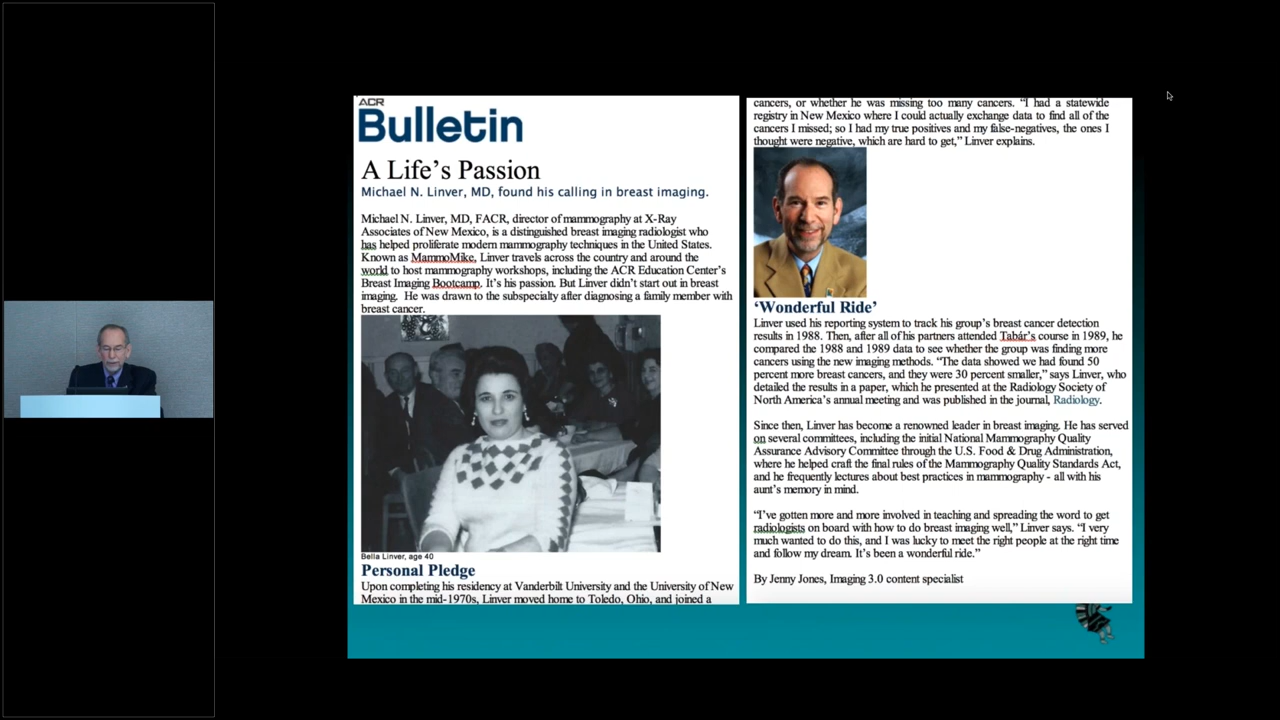 ACR
Bulletin
A Life's Passion
Michael N. Linver, MD, found his calling in breast imaging.
Michael N. Linver, MD, FACR, director of mammography at X-Ray
Associates of New Mexico, is a distinguished breast imaging radiologist who
has helped proliferate modern mammography techniques in the United States.
Known as MammoMike, Linver travels across the country and around the
world to host mammography workshops, including the ACR Education Center's
Breast Imaging Bootcamp. It's his passion. But Linver didn't start out in breast
imaging. He was drawn to the subspecialty after diagnosing a family member with
breast cancer.
Bella Linver, age 40
Personal Pledge
Upon completing his residency at Vanderbilt University and the University of New
Mexico in the mid-1970s, Linver moved home to Toledo, Ohio, and joined a
cancers, or whether he was missing too many cancers. "I had a statewide
registry in New Mexico where I could actually exchange data to find all of the
cancers I missed; so I had my true positives and my false-negatives, the ones I
thought were negative, which are hard to get," Linver explains.
'Wonderful Ride'
Linver used his reporting system to track his group's breast cancer detection
results in 1988. Then, after all of his partners attended Tabár's course in 1989, he
compared the 1988 and 1989 data to see whether the group was finding more
cancers using the new imaging methods. "The data showed we had found 50
percent more breast cancers, and they were 30 percent smaller," says Linver, who
detailed the results in a paper, which he presented at the Radiology Society of
North America's annual meeting and was published in the journal, Radiology.
Since then, Linver has become a renowned leader in breast imaging. He has served
on several committees, including the initial National Mammography Quality
Assurance Advisory Committee through the U.S. Food & Drug Administration,
where he helped craft the final rules of the Mammography Quality Standards Act,
and he frequently lectures about best practices in mammography - all with his
aunt's memory in mind.
"I've gotten more and more involved in teaching and spreading the word to get
radiologists on board with how to do breast imaging well," Linver says. "I very
much wanted to do this, and I was lucky to meet the right people at the right time
and follow my dream. It's been a wonderful ride."
By Jenny Jones, Imaging 3.0 content specialist